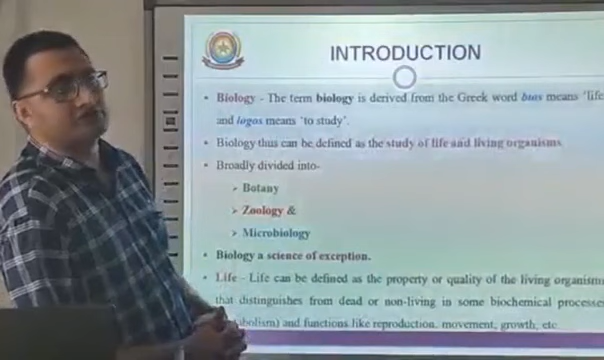 INTRODUCTION
• Biology - The term biology is derived from the Greek word bios means 'life
and logos means 'to study'.
• Biology thus can be defined as the study of life and living organisms
• Broadly divided into-
➢ Botany
➢ Zoology &
➢ Microbiology
• Biology a science of exception.
• Life - Life can be defined as the property or quality of the living organisms
that distinguishes from dead or non-living in some biochemical processes
abolism) and functions like reproduction, movement, growth, etc